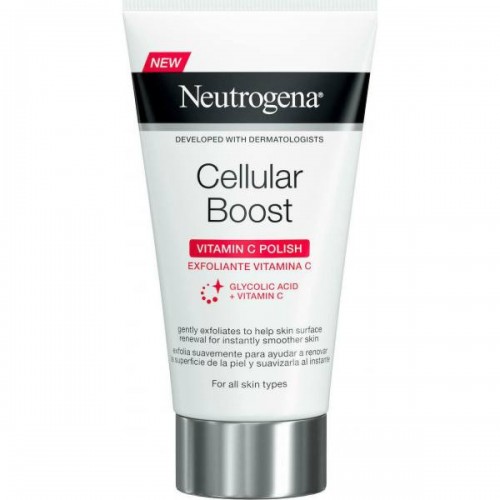 NEW
Neutrogena®
DEVELOPED WITH DERMATOLOGISTS
Cellular
Boost
VITAMIN C POLISH
EXFOLIANTE VITAMINA C
GLYCOLIC ACID
+ VITAMIN C
gently exfoliates to help skin surface
renewal for instantly smoother skin
exfolia suavemente para ayudar a renovar
la superficie de la piel y suavizarla al instante
For all skin types